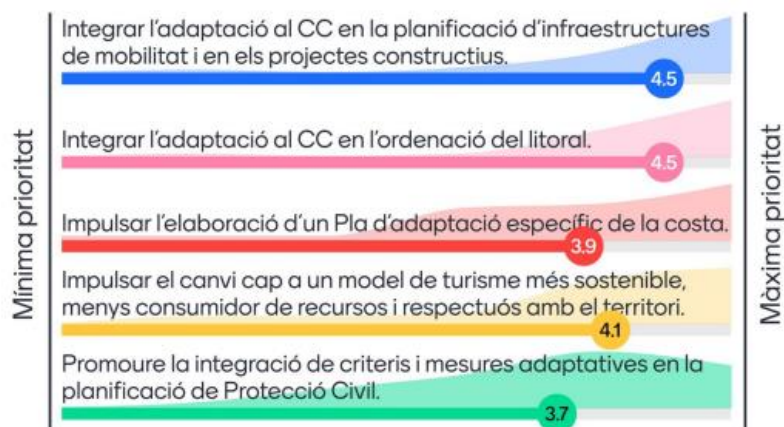 Mínima prioritat
Integrar l’adaptació al CC en la planificació d’infraestructures
de mobilitat i en els projectes constructius.
4.5
Integrar l’adaptació al CC en l’ordenació del litoral.
4.5
Impulsar l’elaboració d’un Pla d’adaptació específic de la costa.
3.9
Impulsar el canvi cap a un model de turisme més sostenible,
menys consumidor de recursos i respectuós amb el territori.
4.1
Promoure la integració de criteris i mesures adaptatives en la
planificació de Protecció Civil.
3.7
Màxima prioritat